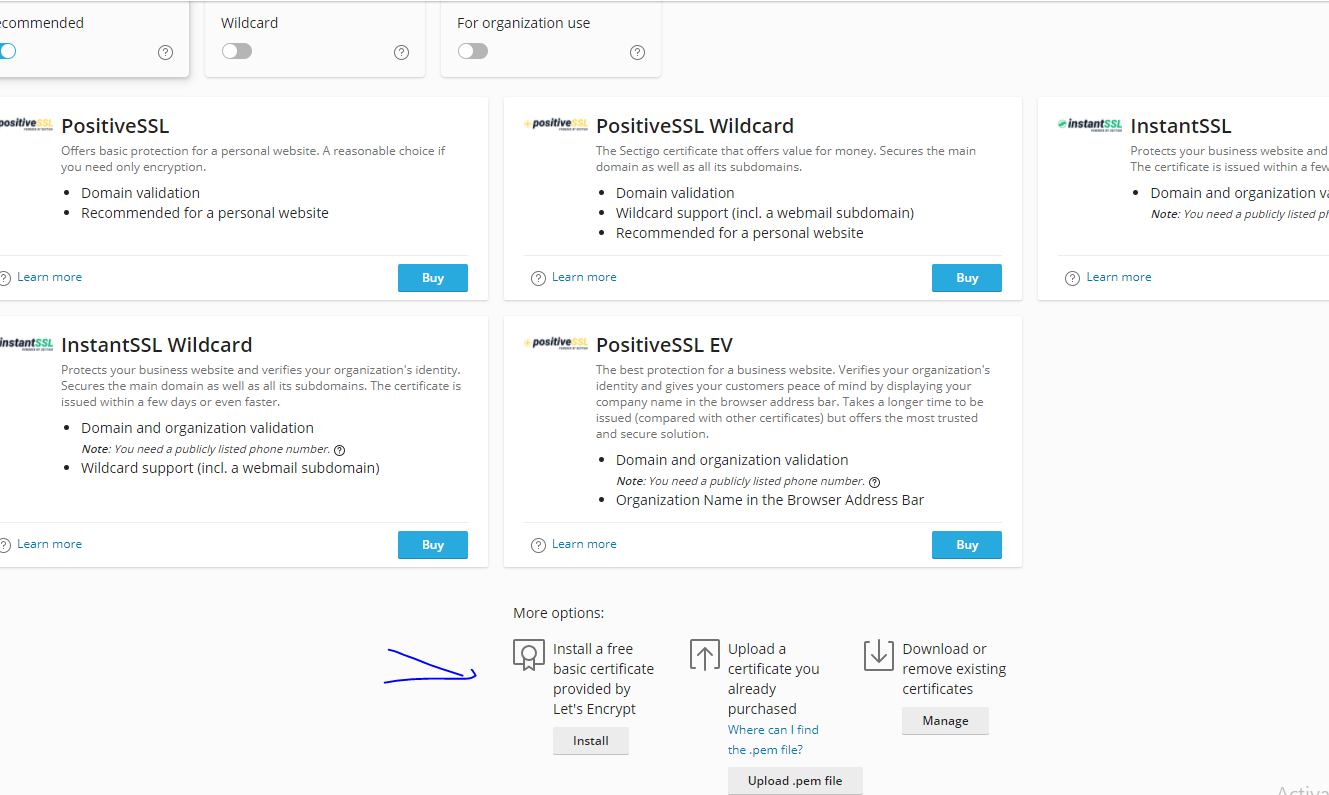 ecommended
Wildcard
For organization use
positiveSSL
PositiveSSL
Offers basic protection for a personal website. A reasonable choice if
you need only encryption.
Domain validation
Recommended for a personal website
Learn more
Buy
positiveSSL
PositiveSSL Wildcard
The Sectigo certificate that offers value for money. Secures the main
domain as well as all its subdomains.
Domain validation
Wildcard support (incl. a webmail subdomain)
Recommended for a personal website
Learn more
Buy
instantSSL
InstantSSL
Protects your business website and
The certificate is issued within a few
Domain and organization va
Note: You need a publicly listed ph
Learn more
instantSSL
InstantSSL Wildcard
Protects your business website and verifies your organization's identity.
Secures the main domain as well as all its subdomains. The certificate is
issued within a few days or even faster.
Domain and organization validation
Note: You need a publicly listed phone number.
Wildcard support (incl. a webmail subdomain)
Learn more
Buy
positiveSSL
PositiveSSL EV
The best protection for a business website. Verifies your organization's
identity and gives your customers peace of mind by displaying your
company name in the browser address bar. Takes a longer time to be
issued (compared with other certificates) but offers the most trusted
and secure solution.
Domain and organization validation
Note: You need a publicly listed phone number.
Organization Name in the Browser Address Bar
Learn more
Buy
More options:
Install a free
basic certificate
provided by
Let's Encrypt
Install
Upload a
certificate you
already
purchased
Where can I find
the .pem file?
Upload .pem file
Download or
remove existing
certificates
Manage